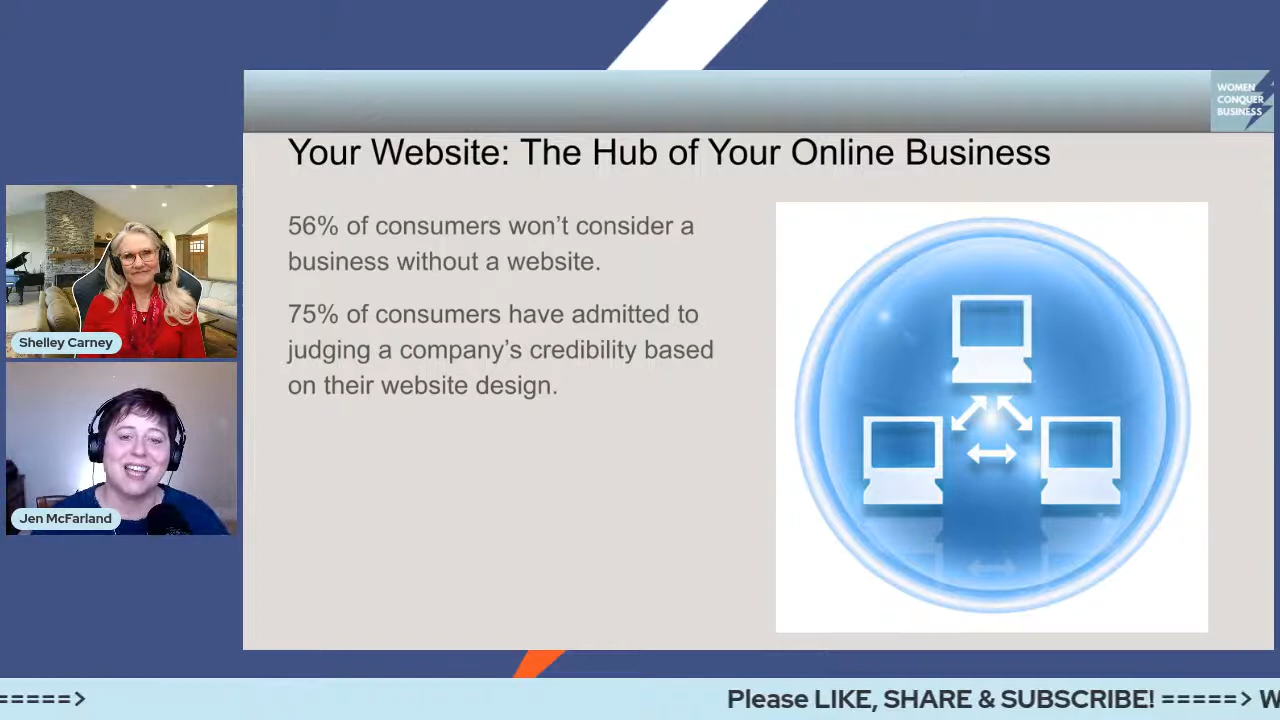 WOMEN
CONQUER
BUSINESS
Your Website: The Hub of Your Online Business
56% of consumers won’t consider a
business without a website.
75% of consumers have admitted to
judging a company’s credibility based
on their website design.
Shelley Carney
Jen McFarland
=====> Please LIKE, SHARE & SUBSCRIBE! =====> W